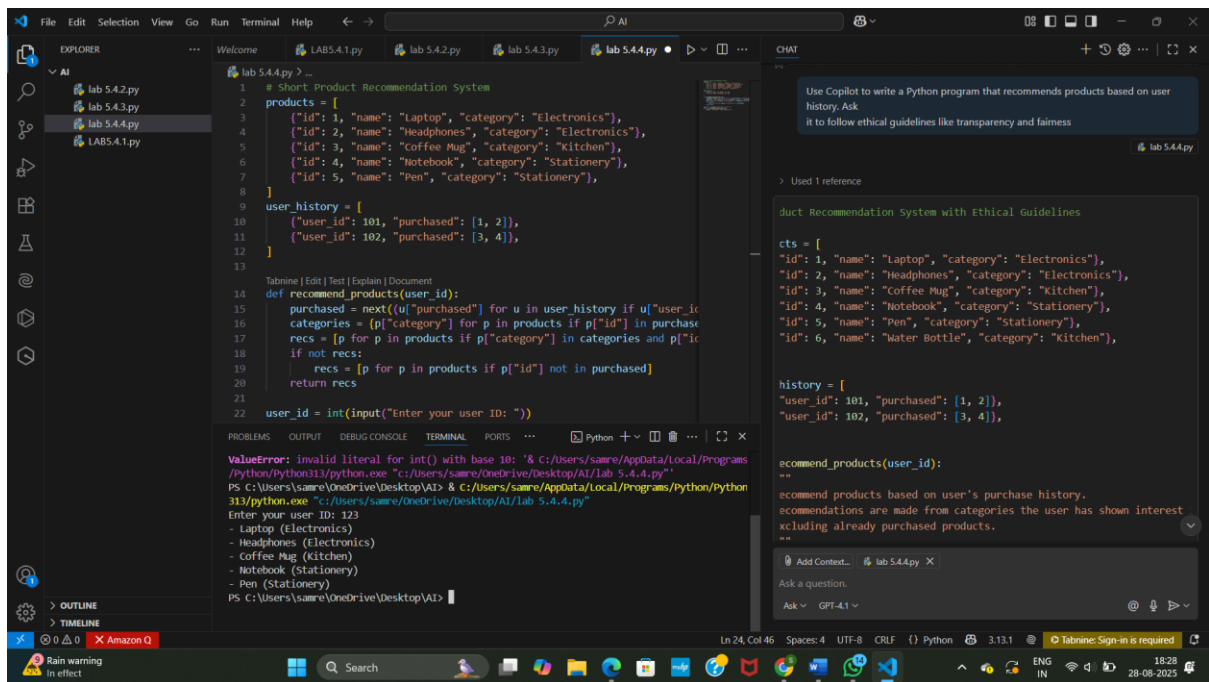 File Edit Selection View Go Run Terminal Help
AI
EXPLORER
AI
lab 5.4.2.py
lab 5.4.3.py
lab 5.4.4.py
LAB5.4.1.py
OUTLINE
TIMELINE
Welcome LAB5.4.1.py lab 5.4.2.py lab 5.4.3.py lab 5.4.4.py
lab 5.4.4.py > ...
1 # Short Product Recommendation System
2 products = [
3 {"id": 1, "name": "Laptop", "category": "Electronics"},
4 {"id": 2, "name": "Headphones", "category": "Electronics"},
5 {"id": 3, "name": "Coffee Mug", "category": "Kitchen"},
6 {"id": 4, "name": "Notebook", "category": "Stationery"},
7 {"id": 5, "name": "Pen", "category": "Stationery"},
8 ]
9 user_history = [
10 {"user_id": 101, "purchased": [1, 2]},
11 {"user_id": 102, "purchased": [3, 4]},
12 ]
13
Tabnine | Edit | Test | Explain | Document
14 def recommend_products(user_id):
15 purchased = next((u["purchased"] for u in user_history if u["user_id
16 categories = {p["category"] for p in products if p["id"] in purchase
17 recs = [p for p in products if p["category"] in categories and p["id
18 if not recs:
19 recs = [p for p in products if p["id"] not in purchased]
20 return recs
21
22 user_id = int(input("Enter your user ID: "))
PROBLEMS OUTPUT DEBUG CONSOLE TERMINAL PORTS ... Python
ValueError: invalid literal for int() with base 10: '& C:/Users/samre/AppData/Local/Programs
/Python/Python313/python.exe "c:/Users/samre/OneDrive/Desktop/AI/lab 5.4.4.py"'
PS C:\Users\samre\OneDrive\Desktop\AI> & C:/Users/samre/AppData/Local/Programs/Python/Python
313/python.exe "c:/Users/samre/OneDrive/Desktop/AI/lab 5.4.4.py"
Enter your user ID: 123
- Laptop (Electronics)
- Headphones (Electronics)
- Coffee Mug (Kitchen)
- Notebook (Stationery)
- Pen (Stationery)
PS C:\Users\samre\OneDrive\Desktop\AI>
CHAT
Use Copilot to write a Python program that recommends products based on user
history. Ask
it to follow ethical guidelines like transparency and fairness
lab 5.4.4.py
Used 1 reference
duct Recommendation System with Ethical Guidelines
cts = [
"id": 1, "name": "Laptop", "category": "Electronics"},
"id": 2, "name": "Headphones", "category": "Electronics"},
"id": 3, "name": "Coffee Mug", "category": "Kitchen"},
"id": 4, "name": "Notebook", "category": "Stationery"},
"id": 5, "name": "Pen", "category": "Stationery"},
"id": 6, "name": "Water Bottle", "category": "Kitchen"},
history = [
"user_id": 101, "purchased": [1, 2]},
"user_id": 102, "purchased": [3, 4]},
ecommend_products(user_id):
""
ecommend products based on user's purchase history.
ecommendations are made from categories the user has shown interest
xcluding already purchased products.
""
Add Context... lab 5.4.4.py
Ask a question.
Ask GPT-4.1
0 0 Amazon Q Ln 24, Col 46 Spaces: 4 UTF-8 CRLF {} Python 3.13.1 Tabnine: Sign-in is required
9 Rain warning
In effect
Search
14
ENG
IN
18:28
28-08-2025